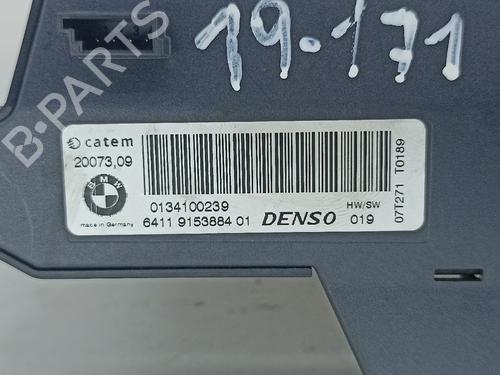 19-171
B-PARTS
catem
20073,09
BMW
made in Germany
0134100239
6411 9153884 01
DENSO
HW/SW
019
07T271 T0189